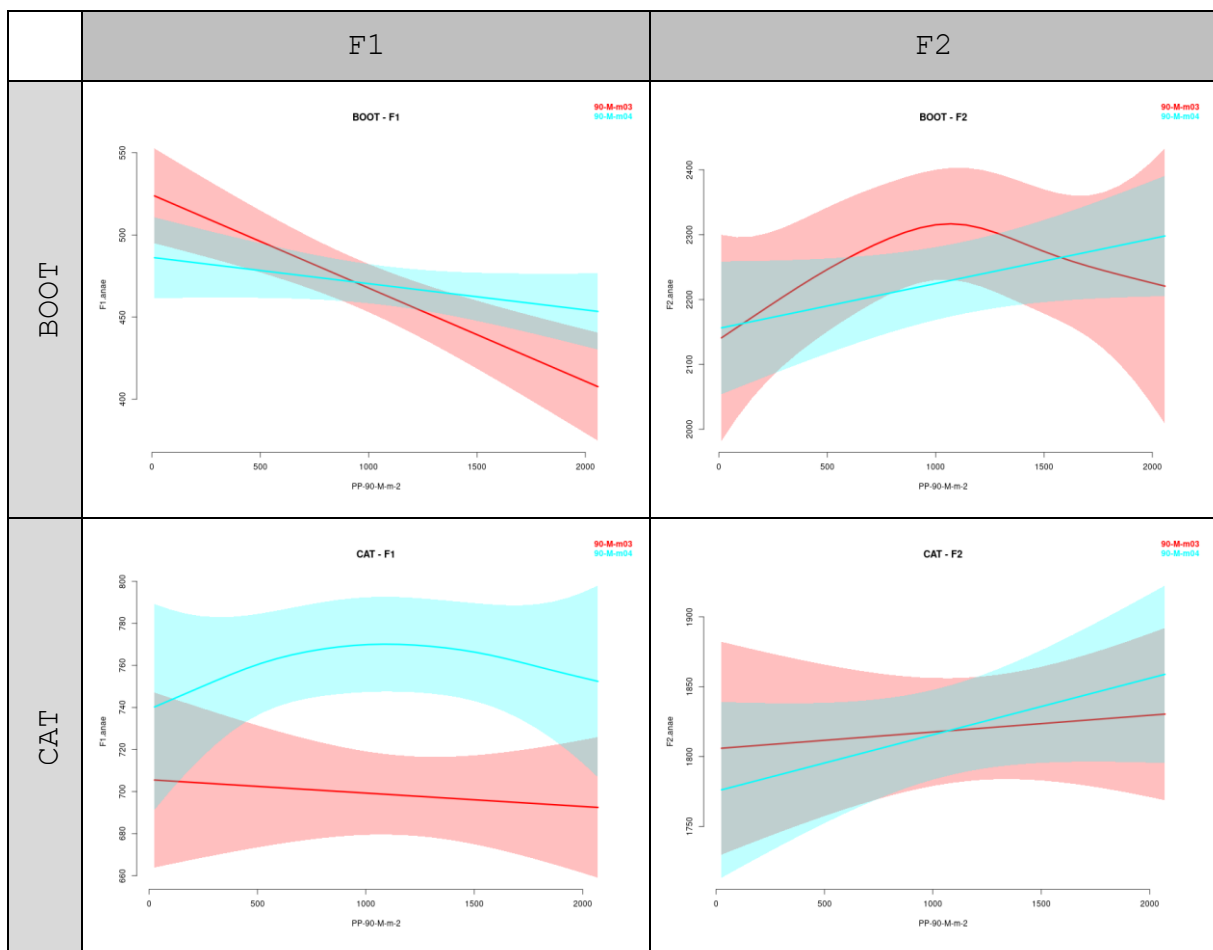 F1
F2
BOOT
BOOT - F1
90-M-m03
90-M-m04
F1.anae
550
500
450
400
0 500 1000 1500 2000
PP-90-M-m-2
BOOT - F2
90-M-m03
90-M-m04
F2.anae
2400
2300
2200
2100
2000
0 500 1000 1500 2000
PP-90-M-m-2
CAT
CAT - F1
90-M-m03
90-M-m04
F1.anae
800
780
760
740
720
700
680
660
0 500 1000 1500 2000
PP-90-M-m-2
CAT - F2
90-M-m03
90-M-m04
F2.anae
1900
1850
1800
1750
0 500 1000 1500 2000
PP-90-M-m-2